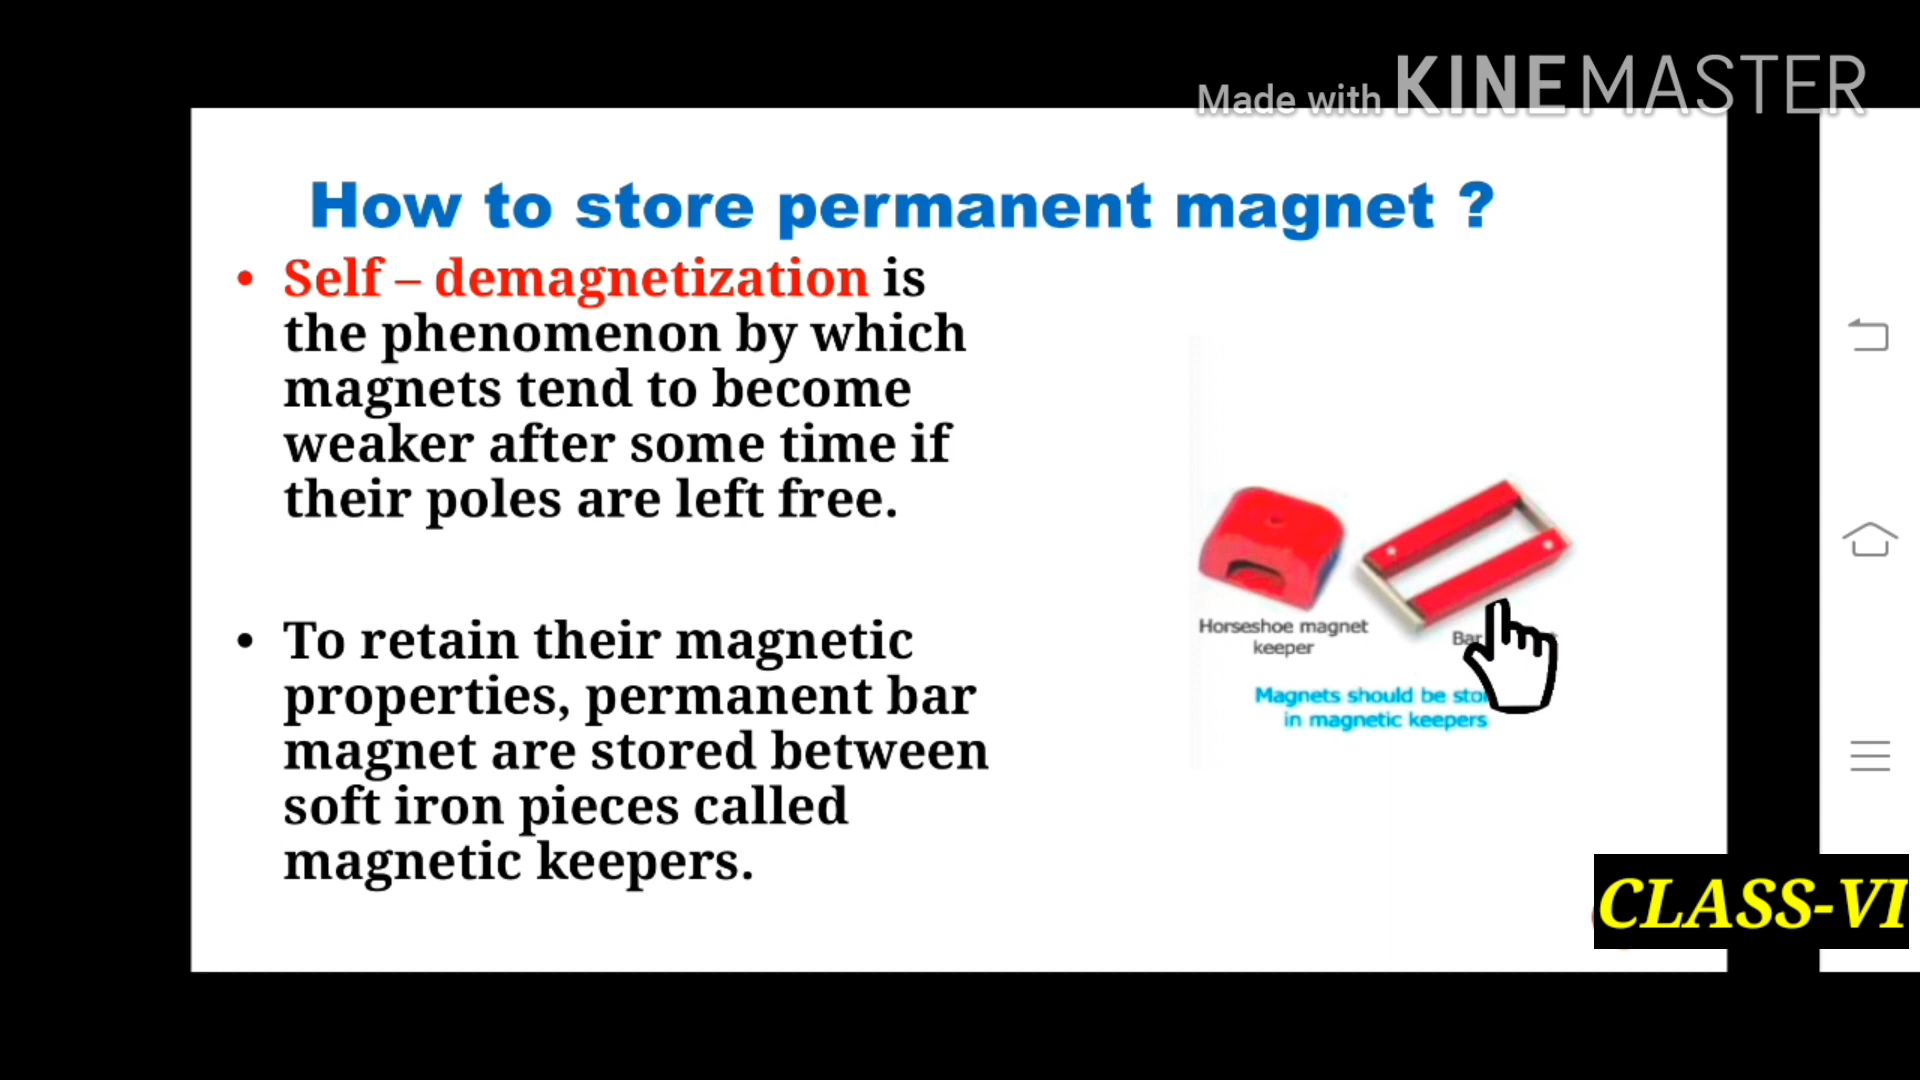 Made with KINEMASTER
How to store permanent magnet ?
• Self – demagnetization is
the phenomenon by which
magnets tend to become
weaker after some time if
their poles are left free.
• To retain their magnetic
properties, permanent bar
magnet are stored between
soft iron pieces called
magnetic keepers.
Horseshoe magnet
keeper
Bar
Magnets should be
in magnetic keepers
CLASS-VI